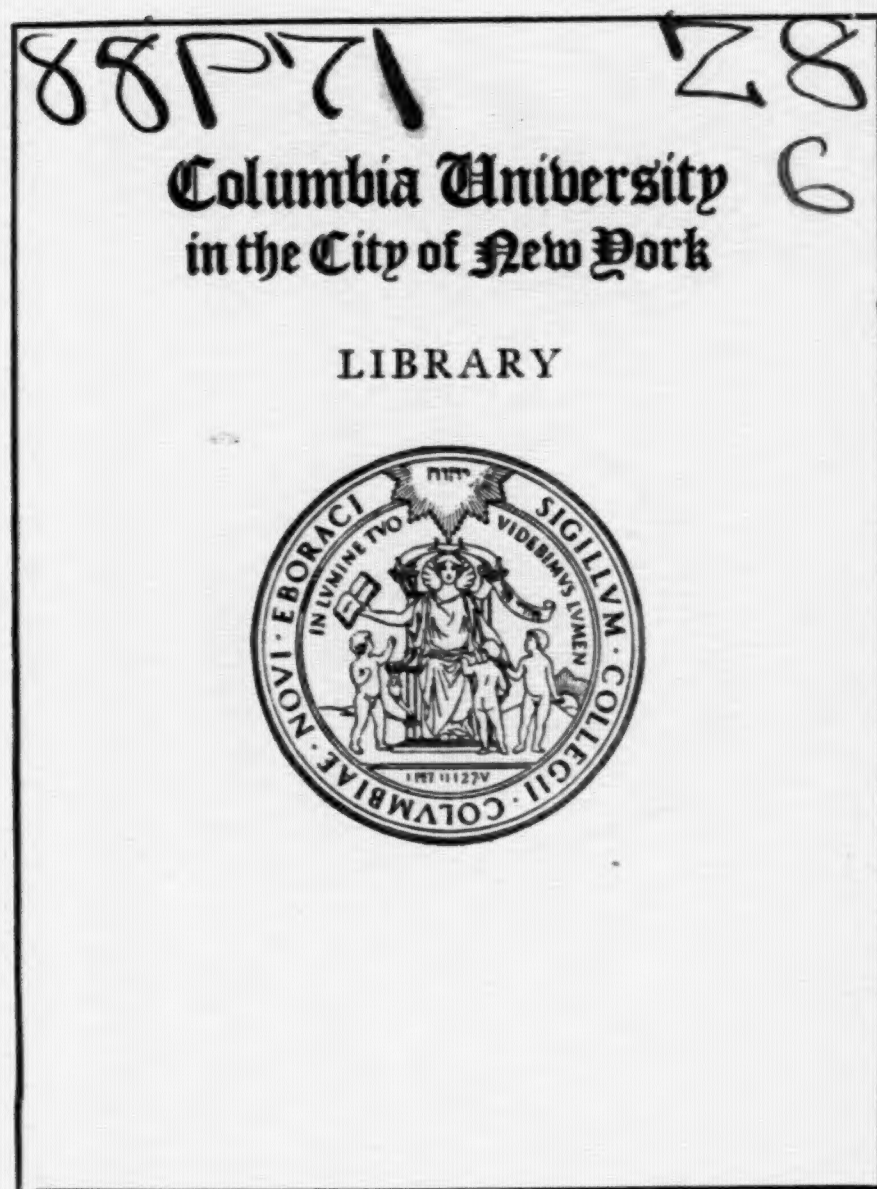 88P71 Z8
6
Columbia University
in the City of New York
LIBRARY
יהוה
SIGILLVM · COLLEGII · COLVMBIAE · NOVI · EBORACI
IN LVMINE TVO VIDEBIMVS LVMEN